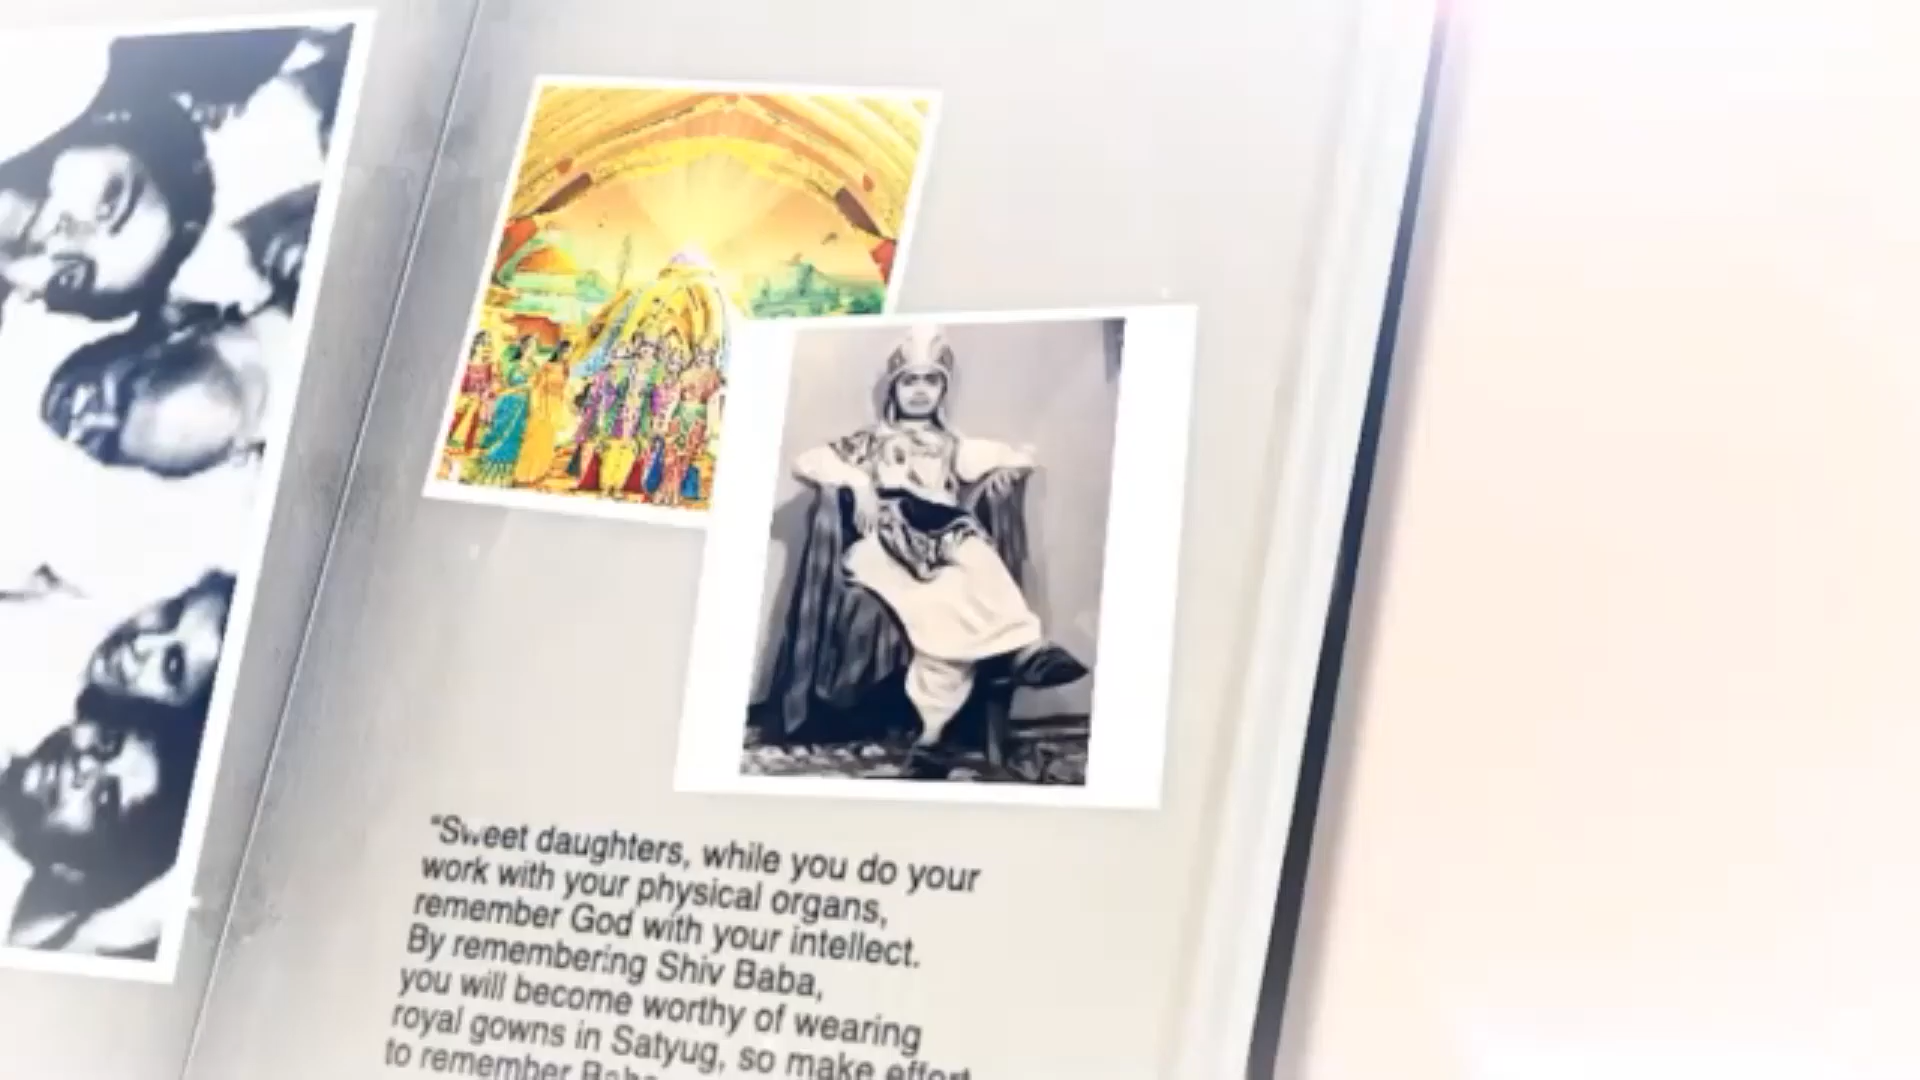 “Sweet daughters, while you do your
work with your physical organs,
remember God with your intellect.
By remembering Shiv Baba,
you will become worthy of wearing
royal gowns in Satyug, so make effort
to remember Baba